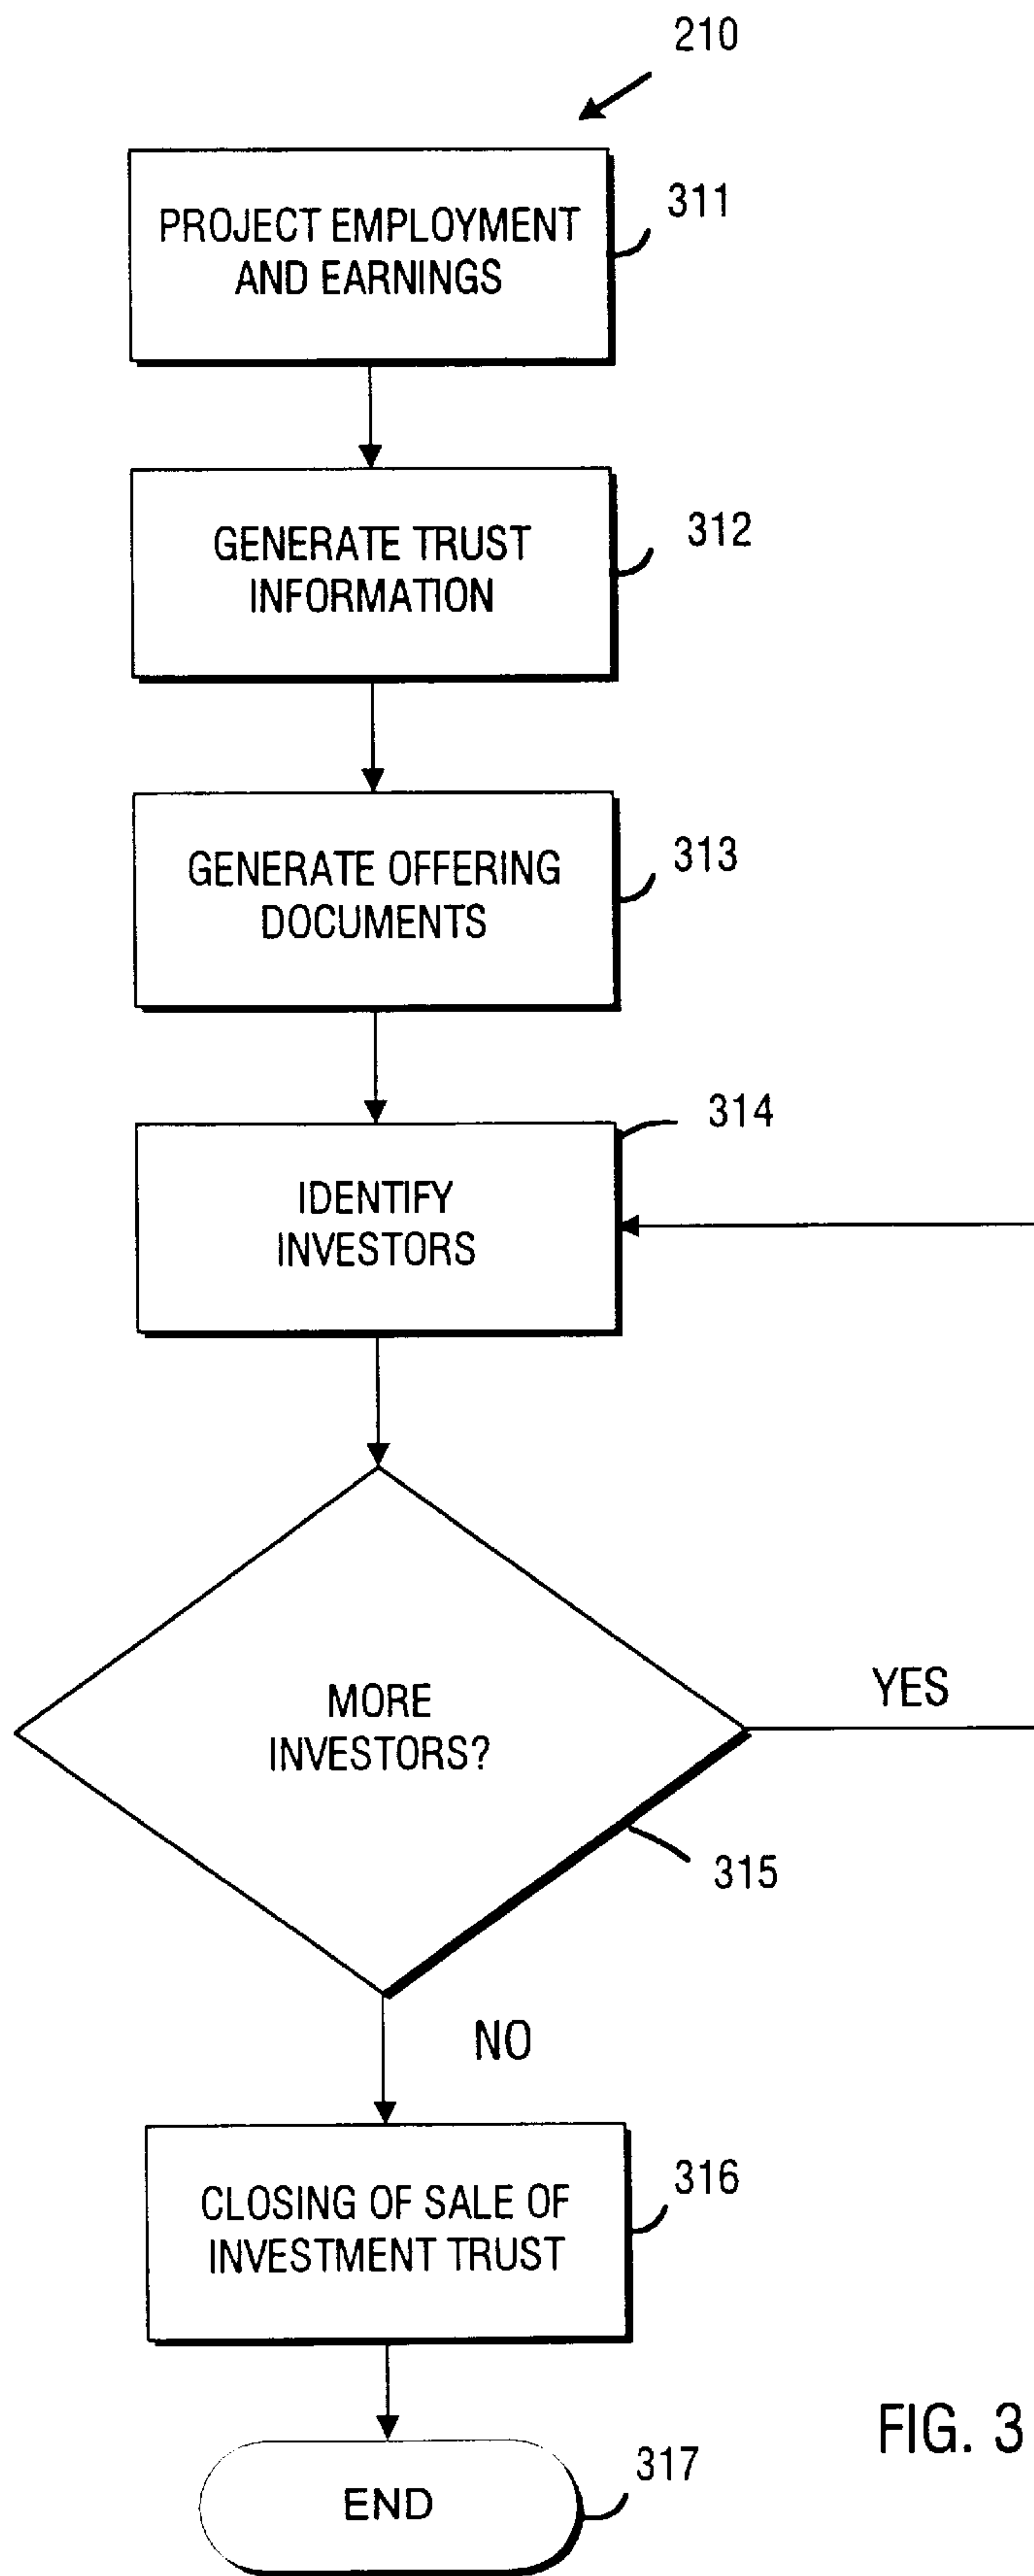 210
PROJECT EMPLOYMENT
AND EARNINGS
311
GENERATE TRUST
INFORMATION
312
GENERATE OFFERING
DOCUMENTS
313
314
IDENTIFY
INVESTORS
MORE
INVESTORS?
YES
315
NO
CLOSING OF SALE OF
INVESTMENT TRUST
316
END
317
FIG. 3